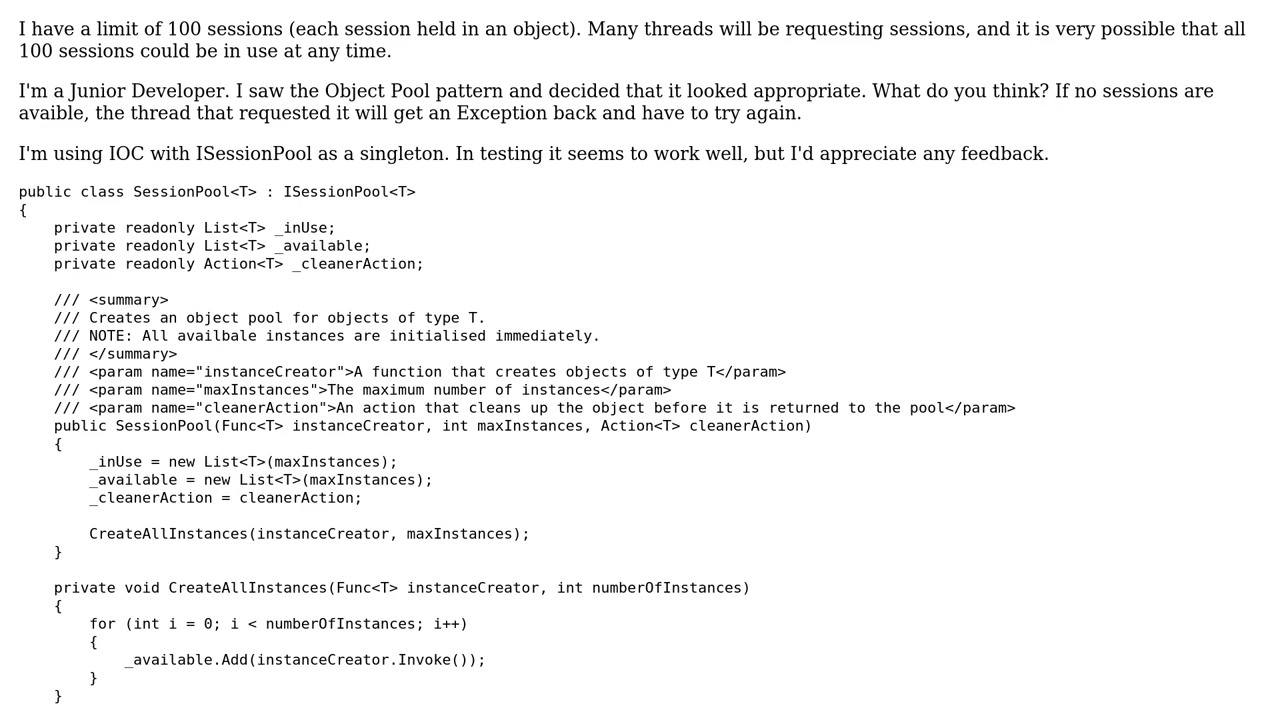 I have a limit of 100 sessions (each session held in an object). Many threads will be requesting sessions, and it is very possible that all
100 sessions could be in use at any time.
I'm a Junior Developer. I saw the Object Pool pattern and decided that it looked appropriate. What do you think? If no sessions are
avaible, the thread that requested it will get an Exception back and have to try again.
I'm using IOC with ISessionPool as a singleton. In testing it seems to work well, but I'd appreciate any feedback.
public class SessionPool<T> : ISessionPool<T>
{
    private readonly List<T> _inUse;
    private readonly List<T> _available;
    private readonly Action<T> _cleanerAction;

    /// <summary>
    /// Creates an object pool for objects of type T.
    /// NOTE: All availbale instances are initialised immediately.
    /// </summary>
    /// <param name="instanceCreator">A function that creates objects of type T</param>
    /// <param name="maxInstances">The maximum number of instances</param>
    /// <param name="cleanerAction">An action that cleans up the object before it is returned to the pool</param>
    public SessionPool(Func<T> instanceCreator, int maxInstances, Action<T> cleanerAction)
    {
        _inUse = new List<T>(maxInstances);
        _available = new List<T>(maxInstances);
        _cleanerAction = cleanerAction;

        CreateAllInstances(instanceCreator, maxInstances);
    }

    private void CreateAllInstances(Func<T> instanceCreator, int numberOfInstances)
    {
        for (int i = 0; i < numberOfInstances; i++)
        {
            _available.Add(instanceCreator.Invoke());
        }
    }